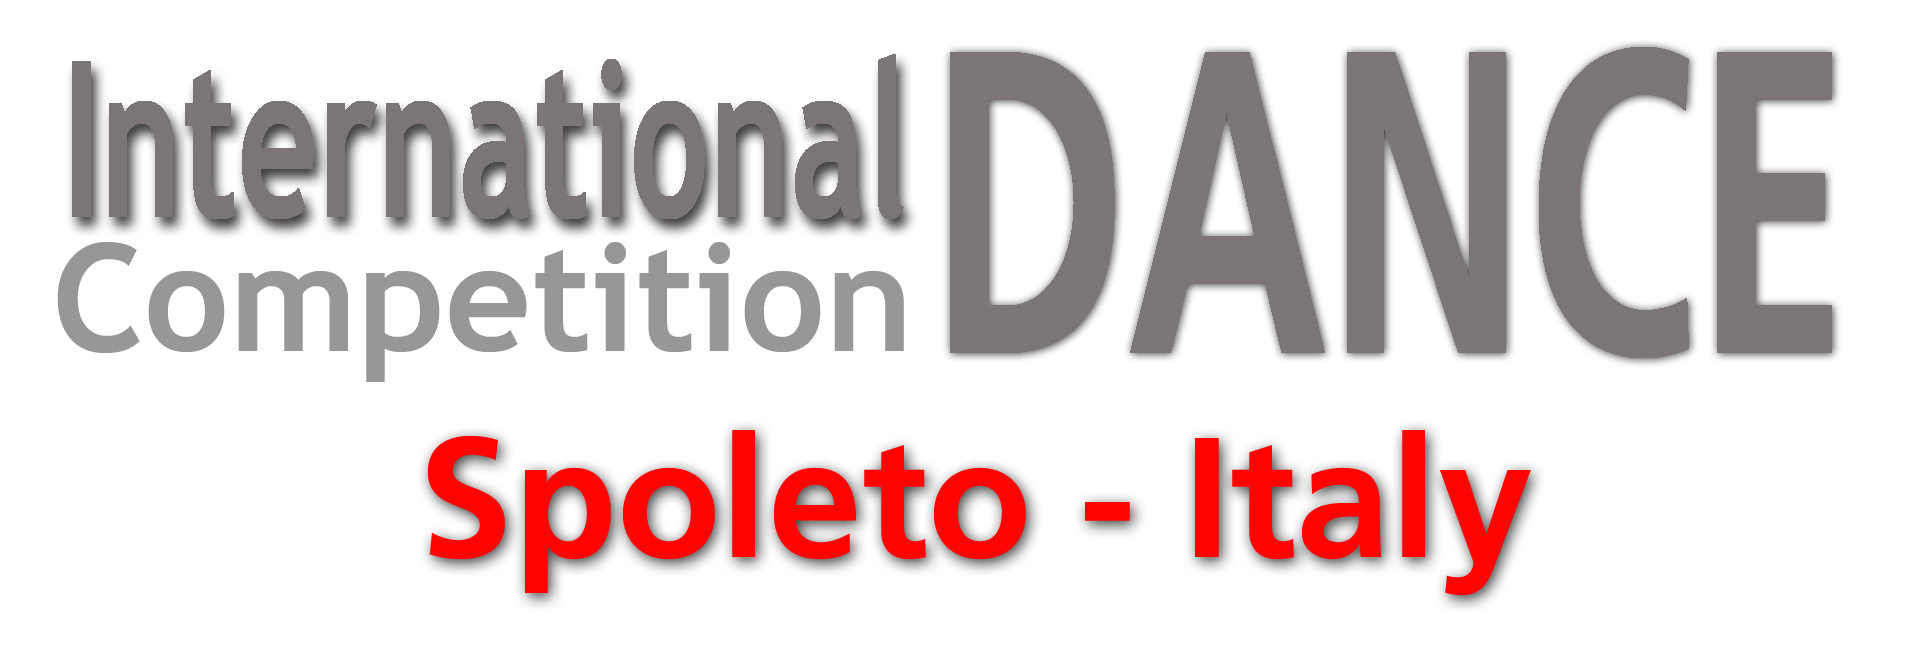 International
Competition
DANCE
Spoleto - Italy